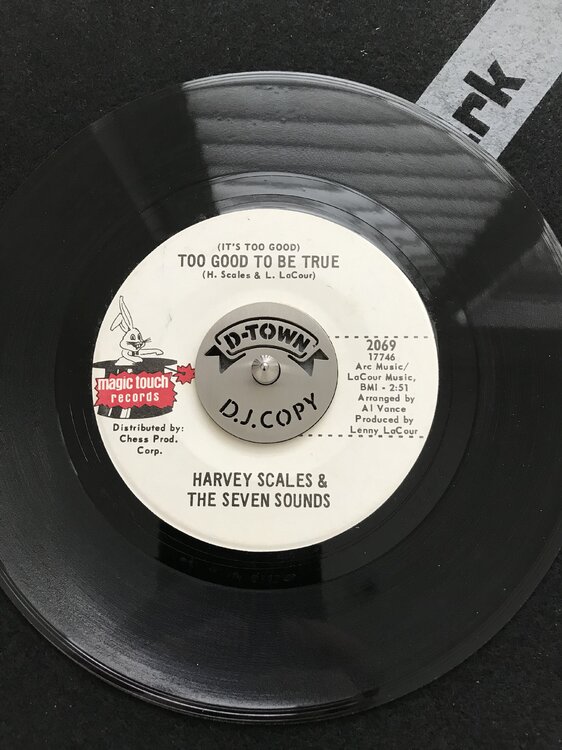 (IT'S TOO GOOD)
TOO GOOD TO BE TRUE
(H. Scales & L. LaCour)
D-TOWN
D.J.COPY
magic touch
records
Distributed by:
Chess Prod.
Corp.
2069
17746
Arc Music/
LaCour Music,
BMI - 2:51
Arranged by
Al Vance
Produced by
Lenny LaCour
HARVEY SCALES &
THE SEVEN SOUNDS